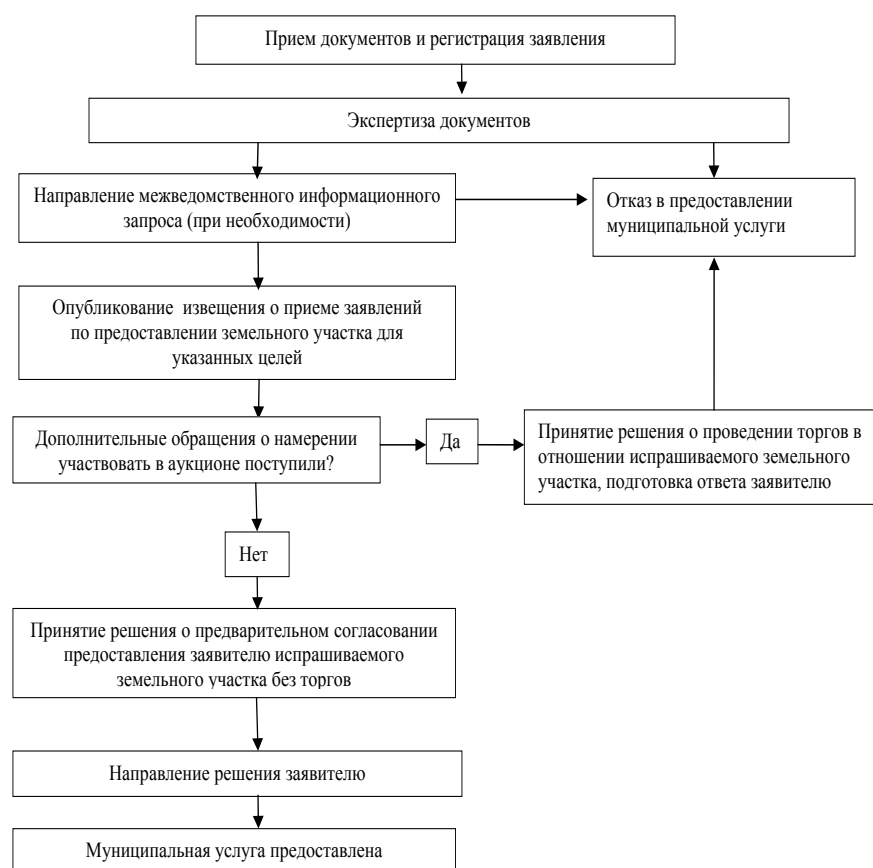 Прием документов и регистрация заявления
Экспертиза документов
Направление межведомственного информационного
запроса (при необходимости)
Отказ в предоставлении
муниципальной услуги
Опубликование извещения о приеме заявлений
по предоставлении земельного участка для
указанных целей
Дополнительные обращения о намерении
участвовать в аукционе поступили?
Да
Принятие решения о проведении торгов в
отношении испрашиваемого земельного
участка, подготовка ответа заявителю
Нет
Принятие решения о предварительном согласовании
предоставления заявителю испрашиваемого
земельного участка без торгов
Направление решения заявителю
Муниципальная услуга предоставлена